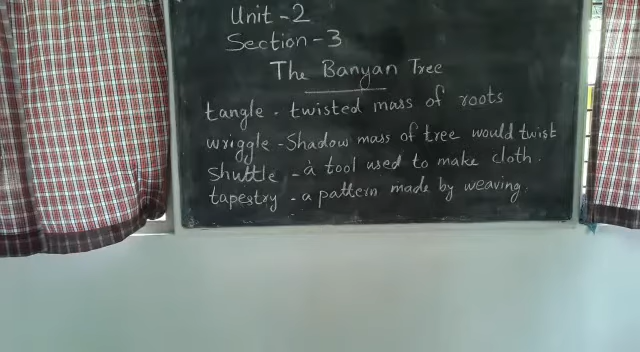 Unit - 2
Section - 3
The Banyan Tree
tangle - twisted mass of roots
wriggle - Shadow mass of tree would twist
shuttle - a tool used to make cloth.
tapestry - a pattern made by weaving.